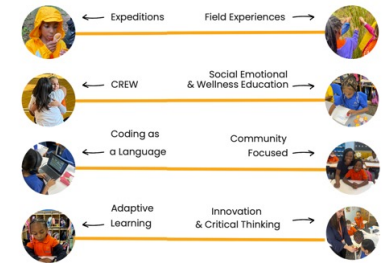 Expeditions
Field Experiences
CREW
Social Emotional
& Wellness Education
Coding as
a Language
Community
Focused
Adaptive
Learning
Innovation
& Critical Thinking